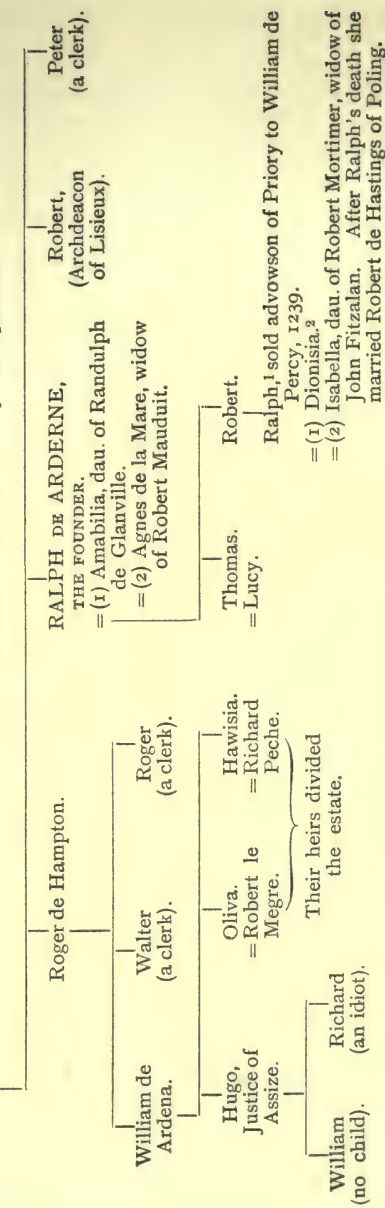 Roger de Hampton.
RALPH DE ARDERNE,
THE FOUNDER.
=(1) Amabilia, dau. of Randulph
de Glanville.
=(2) Agnes de la Mare, widow
of Robert Mauduit.
Robert,
(Archdeacon
of Lisieux).
Peter
(a clerk).
William de
Ardena.
Walter
(a clerk).
Roger
(a clerk).
Thomas.
=Lucy.
Robert.
Hugo,
Justice of
Assize.
Oliva.
=Robert le
Megre.
Hawisia.
=Richard
Peche.
Their heirs divided
the estate.
Ralph,¹ sold advowson of Priory to William de
Percy, 1239.
=(1) Dionisia.²
=(2) Isabella, dau. of Robert Mortimer, widow of
John Fitzalan. After Ralph's death she
married Robert de Hastings of Poling.
William
(no child).
Richard
(an idiot).